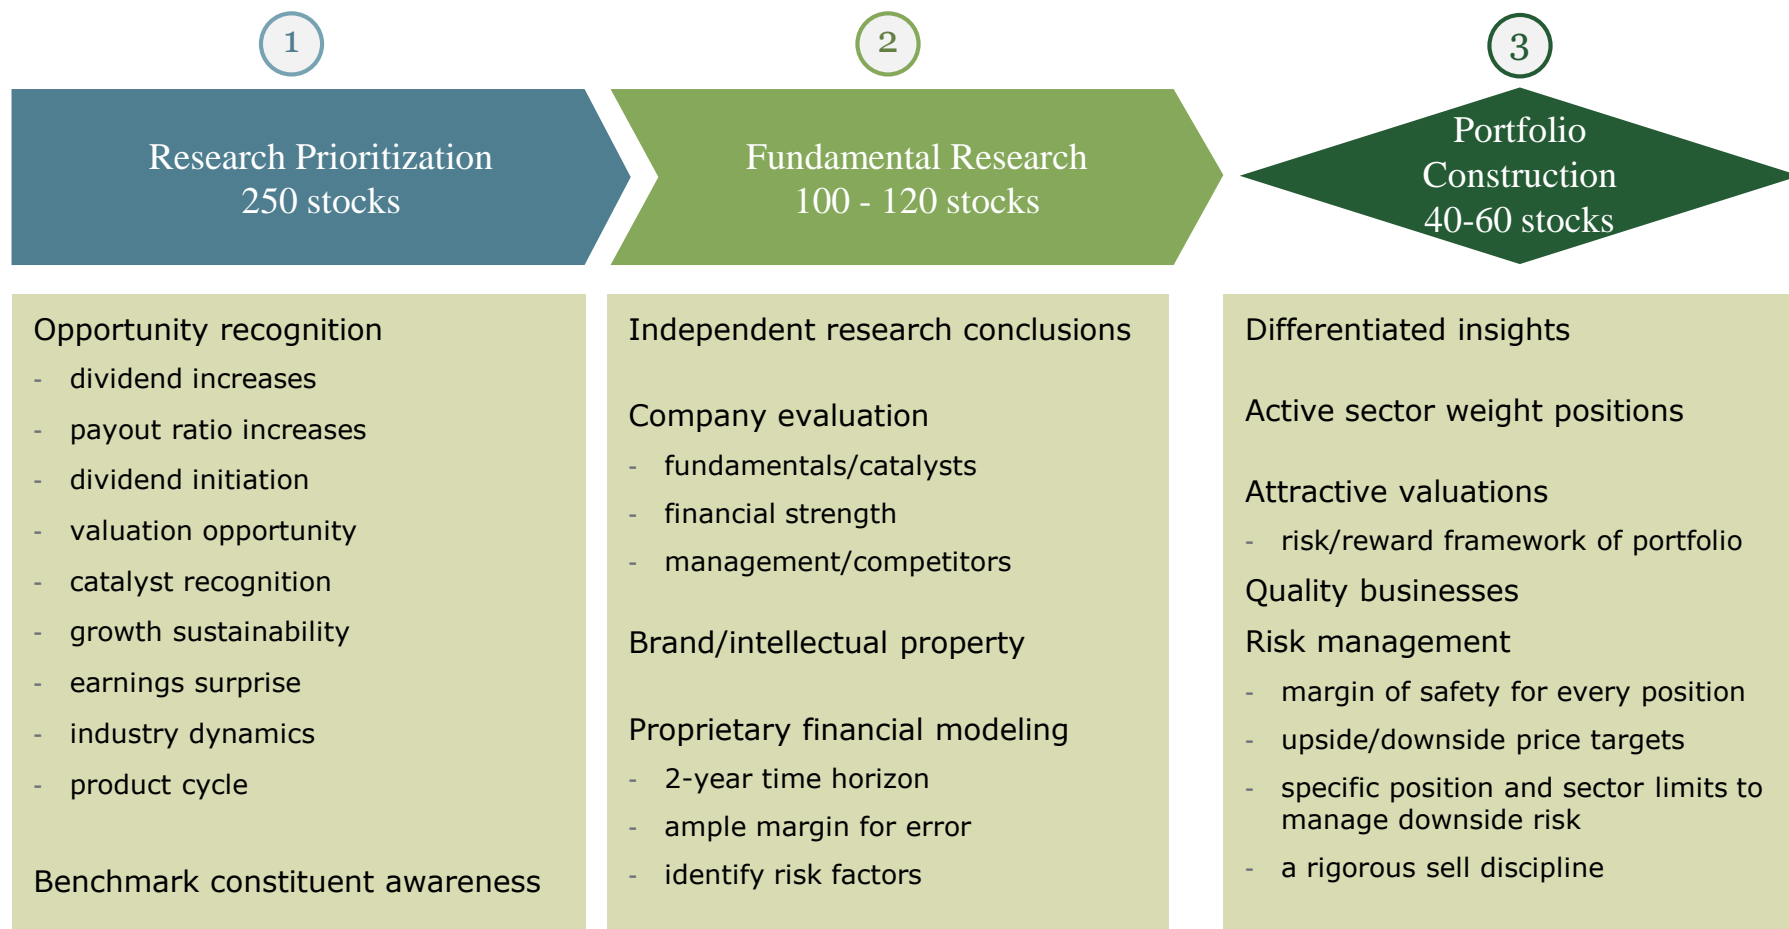 1
Research Prioritization
250 stocks
Opportunity recognition
- dividend increases
- payout ratio increases
- dividend initiation
- valuation opportunity
- catalyst recognition
- growth sustainability
- earnings surprise
- industry dynamics
- product cycle
Benchmark constituent awareness
2
Fundamental Research
100 - 120 stocks
Independent research conclusions
Company evaluation
- fundamentals/catalysts
- financial strength
- management/competitors
Brand/intellectual property
Proprietary financial modeling
- 2-year time horizon
- ample margin for error
- identify risk factors
3
Portfolio
Construction
40-60 stocks
Differentiated insights
Active sector weight positions
Attractive valuations
- risk/reward framework of portfolio
Quality businesses
Risk management
- margin of safety for every position
- upside/downside price targets
- specific position and sector limits to
manage downside risk
- a rigorous sell discipline